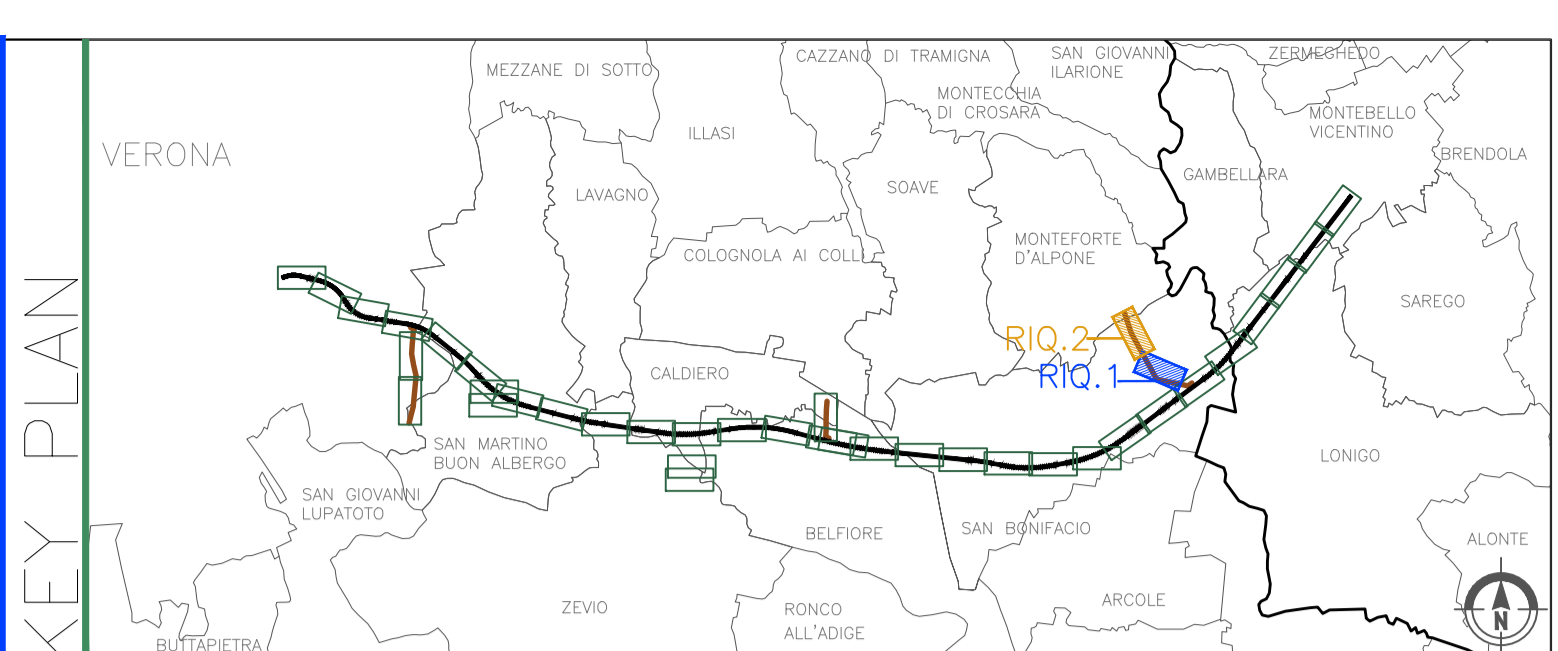 KEY PLAN
MEZZANE DI SOTTO
CAZZANO DI TRAMIGNA
SAN GIOVANNI
ILARIONE
ZERMEGHEDO
MONTECCHIA
DI CROSARA
MONTEBELLO
VICENTINO
ILLASI
VERONA
BRENDOLA
GAMBELLARA
SOAVE
LAVAGNO
MONTEFORTE
D'ALPONE
COLOGNOLA AI COLLI
SAREGO
RIQ.2
RIQ.1
CALDIERO
SAN MARTINO
BUON ALBERGO
LONIGO
SAN GIOVANNI
LUPATOTO
BELFIORE
SAN BONIFACIO
ALONTE
ZEVIO
RONCO
ALL'ADIGE
ARCOLE
N
BUTTAPIETRA